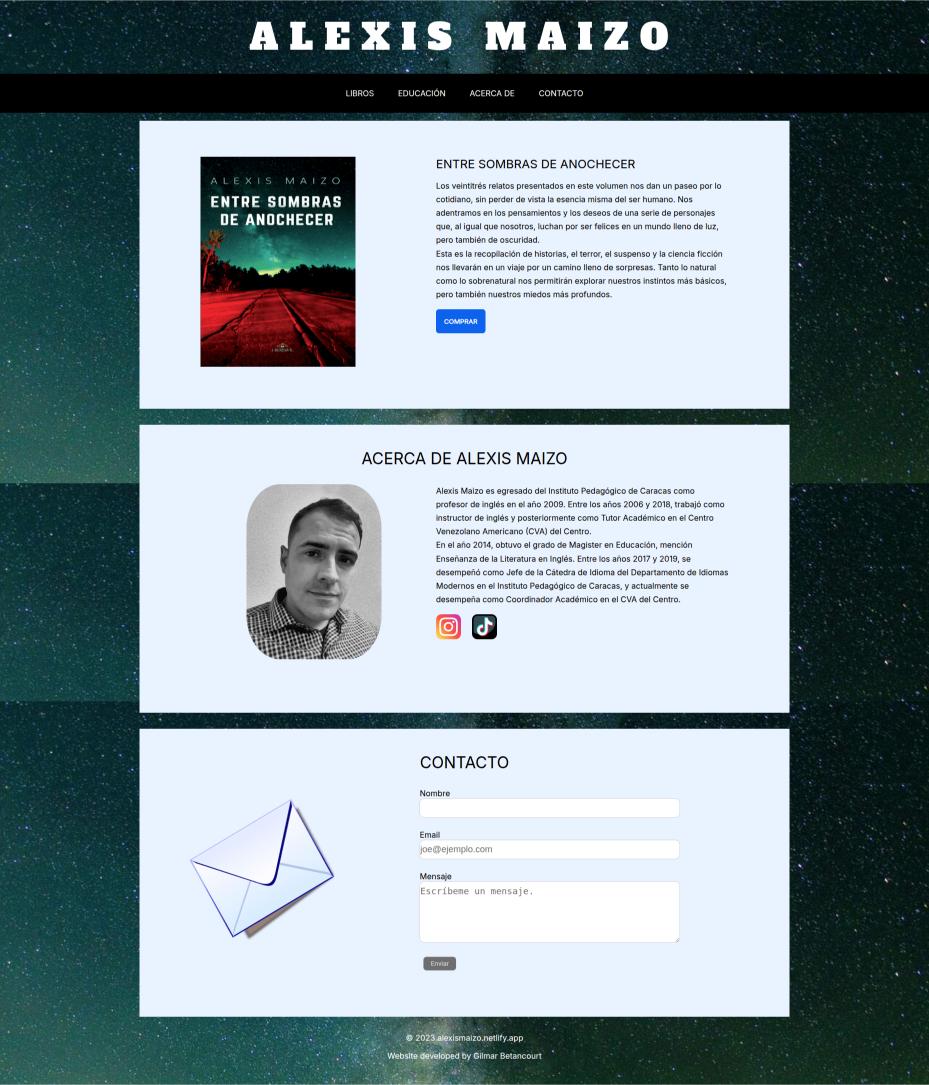 ALEXIS MAIZO
LIBROS EDUCACIÓN ACERCA DE CONTACTO
ALEXIS MAIZO
ENTRE SOMBRAS
DE ANOCHECER
ENTRE SOMBRAS DE ANOCHECER
Los veintitrés relatos presentados en este volumen nos dan un paseo por lo
cotidiano, sin perder de vista la esencia misma del ser humano. Nos
adentramos en los pensamientos y los deseos de una serie de personajes
que, al igual que nosotros, luchan por ser felices en un mundo lleno de luz,
pero también de oscuridad.
Esta es la recopilación de historias, el terror, el suspenso y la ciencia ficción
nos llevarán en un viaje por un camino lleno de sorpresas. Tanto lo natural
como lo sobrenatural nos permitirán explorar nuestros instintos más básicos,
pero también nuestros miedos más profundos.
COMPRAR
ACERCA DE ALEXIS MAIZO
Alexis Maizo es egresado del Instituto Pedagógico de Caracas como
profesor de inglés en el año 2009. Entre los años 2006 y 2018, trabajó como
instructor de inglés y posteriormente como Tutor Académico en el Centro
Venezolano Americano (CVA) del Centro.
En el año 2014, obtuvo el grado de Magister en Educación, mención
Enseñanza de la Literatura en Inglés. Entre los años 2017 y 2019, se
desempeñó como Jefe de la Cátedra de Idioma del Departamento de Idiomas
Modernos en el Instituto Pedagógico de Caracas, y actualmente se
desempeña como Coordinador Académico en el CVA del Centro.
CONTACTO
Nombre
Email
joe@ejemplo.com
Mensaje
Escríbeme un mensaje.
Enviar
© 2023 alexismaizo.netlify.app
Website developed by Gilmar Betancourt